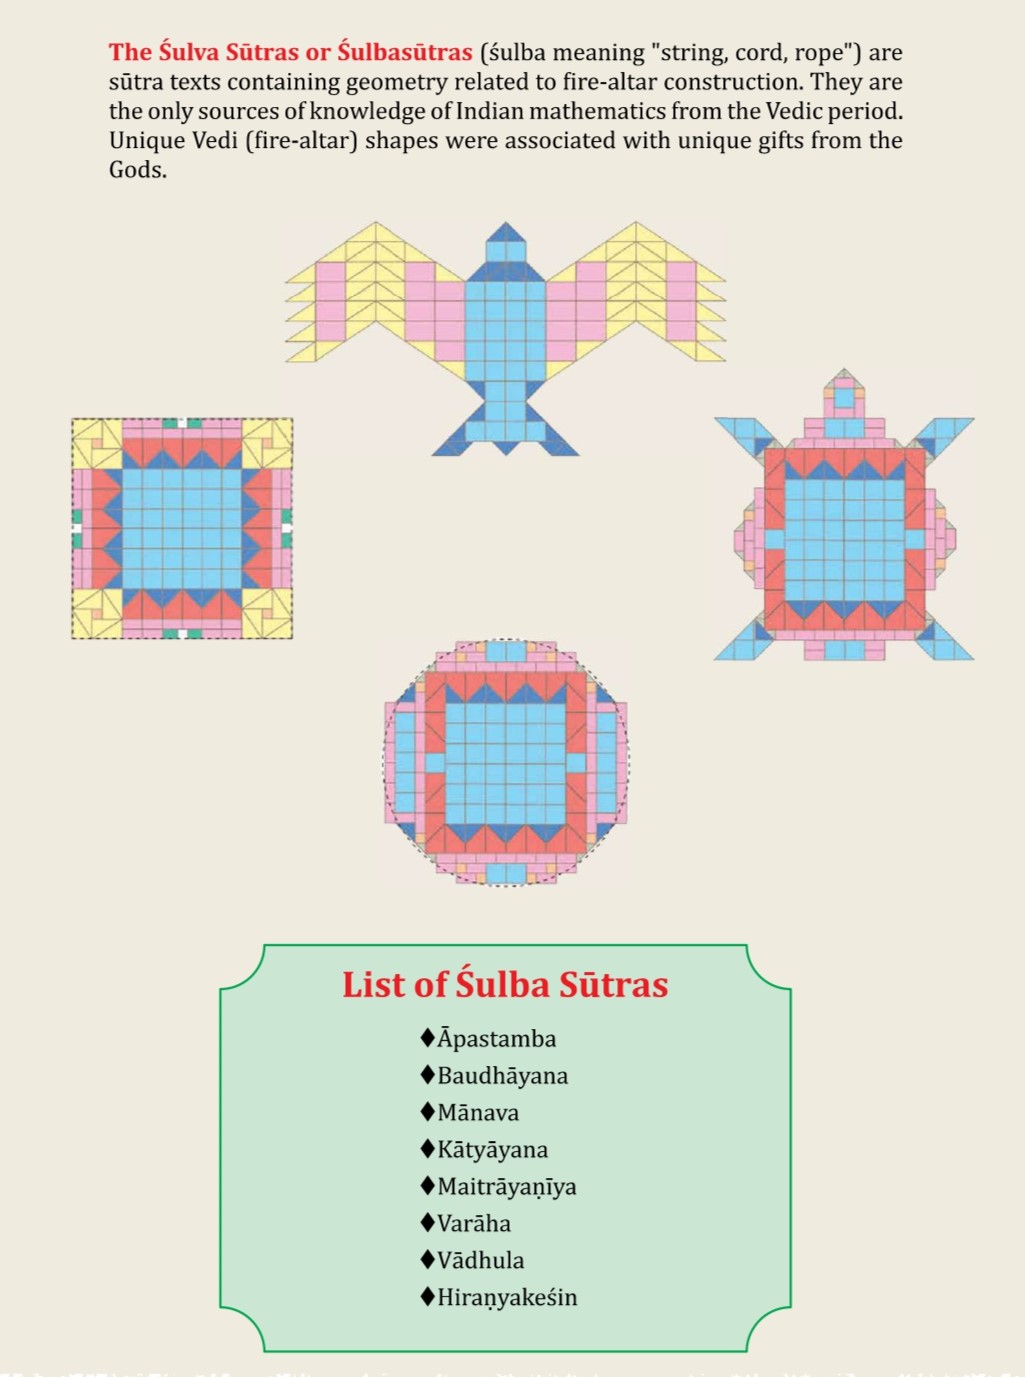 The Śulva Sūtras or Śulbasūtras (śulba meaning "string, cord, rope") are
sūtra texts containing geometry related to fire-altar construction. They are
the only sources of knowledge of Indian mathematics from the Vedic period.
Unique Vedi (fire-altar) shapes were associated with unique gifts from the
Gods.
List of Śulba Sūtras
♦Āpastamba
♦Baudhāyana
♦Mānava
♦Kātyāyana
♦Maitrāyaṇīya
♦Varāha
♦Vādhula
♦Hiraṇyakeśin